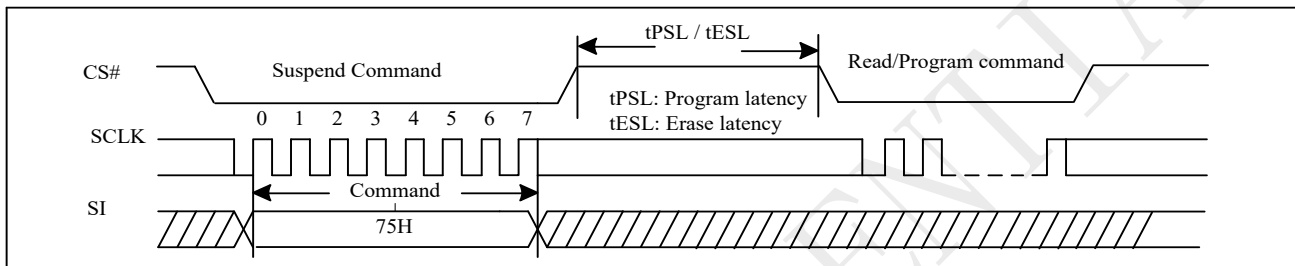 tPSL / tESL
CS#
Suspend Command
Read/Program command
tPSL: Program latency
tESL: Erase latency
0 1 2 3 4 5 6 7
SCLK
Command
SI
75H